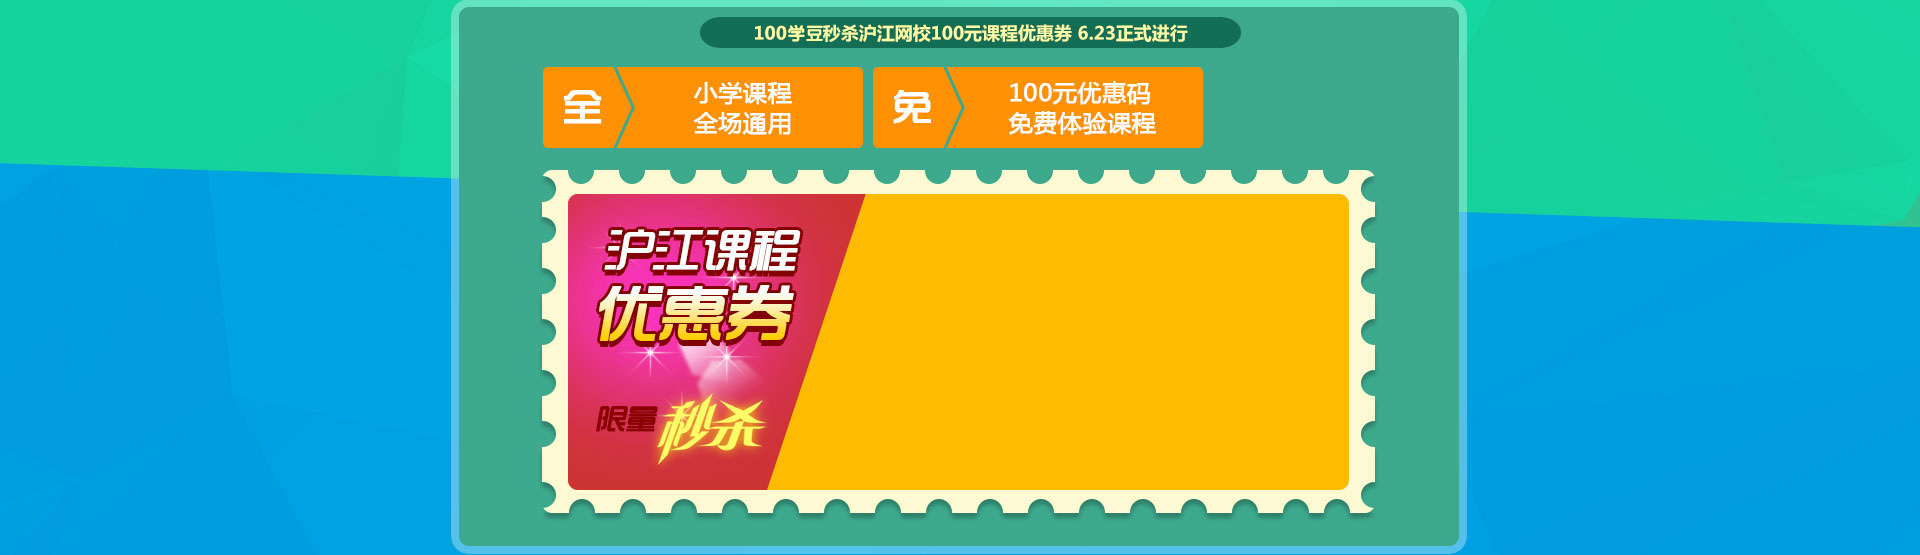 100学豆秒杀沪江网校100元课程优惠券 6.23正式进行
全
小学课程
全场通用
免
100元优惠码
免费体验课程
沪江课程
优惠券
限量 秒杀